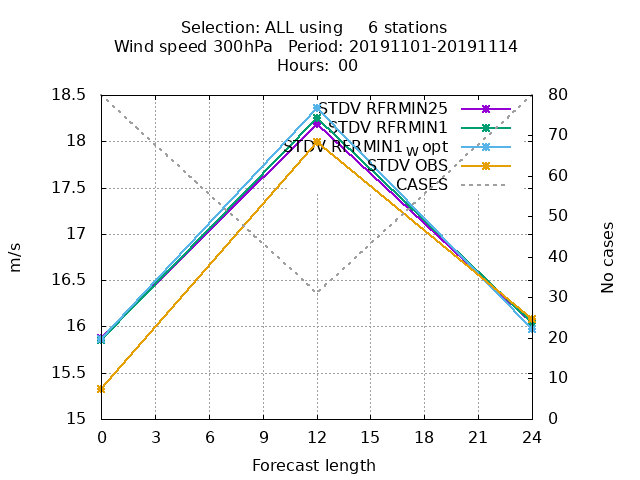 Selection: ALL using     6 stations
Wind speed 300hPa   Period: 20191101-20191114
Hours: 00
18.5
18
17.5
17
16.5
16
15.5
15
m/s
STDV RFRMIN25
STDV RFRMIN1
STDV RFRMIN1 w opt
STDV OBS
CASES
80
70
60
50
40
30
20
10
0
No cases
0 3 6 9 12 15 18 21 24
Forecast length